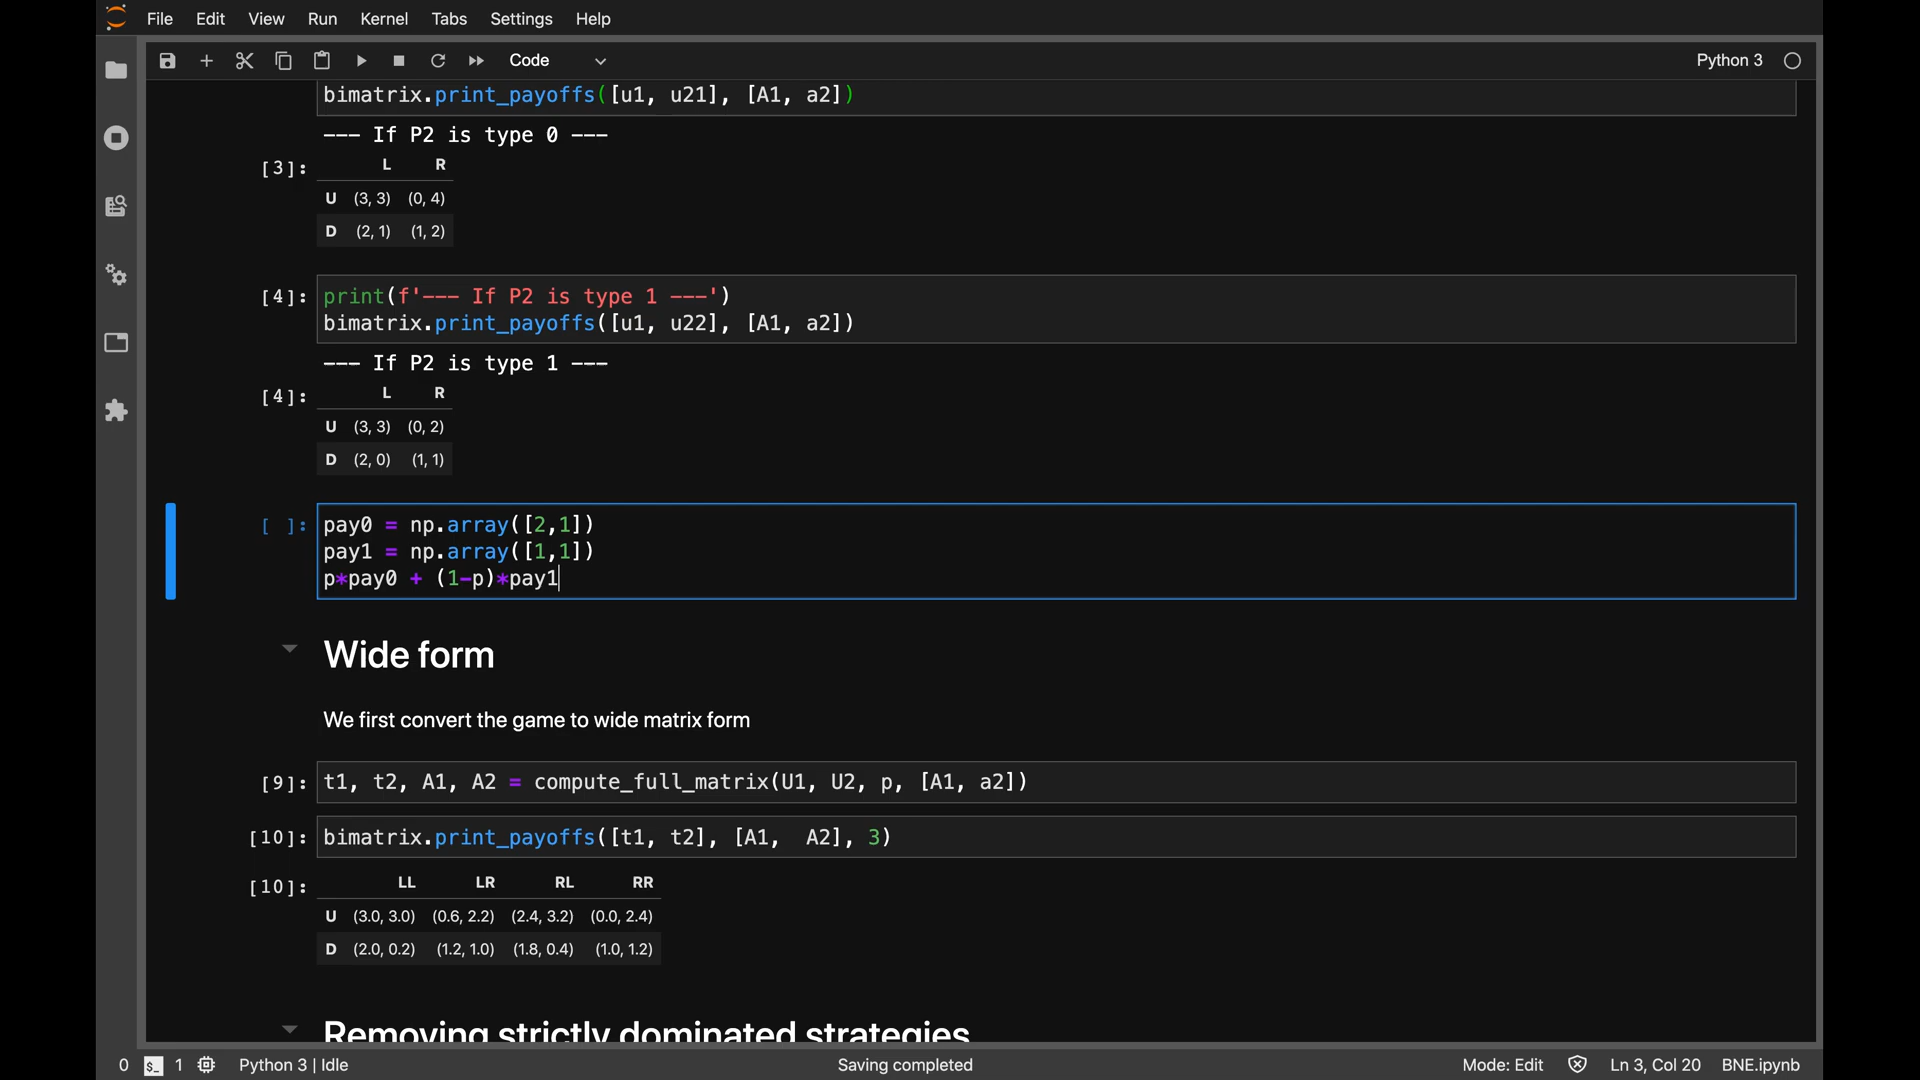 File Edit View Run Kernel Tabs Settings Help
Code Python 3
bimatrix.print_payoffs([u1, u21], [A1, a2])
--- If P2 is type 0 ---
[3]: L R
U (3, 3) (0, 4)
D (2, 1) (1, 2)
[4]: print(f'--- If P2 is type 1 ---')
bimatrix.print_payoffs([u1, u22], [A1, a2])
--- If P2 is type 1 ---
[4]: L R
U (3, 3) (0, 2)
D (2, 0) (1, 1)
[ ]: pay0 = np.array([2,1])
pay1 = np.array([1,1])
p*pay0 + (1-p)*pay1
Wide form
We first convert the game to wide matrix form
[9]: t1, t2, A1, A2 = compute_full_matrix(U1, U2, p, [A1, a2])
[10]: bimatrix.print_payoffs([t1, t2], [A1,  A2], 3)
[10]: LL LR RL RR
U (3.0, 3.0) (0.6, 2.2) (2.4, 3.2) (0.0, 2.4)
D (2.0, 0.2) (1.2, 1.0) (1.8, 0.4) (1.0, 1.2)
Removing strictly dominated strategies
0 $_ 1 Python 3 | Idle Saving completed Mode: Edit Ln 3, Col 20 BNE.ipynb